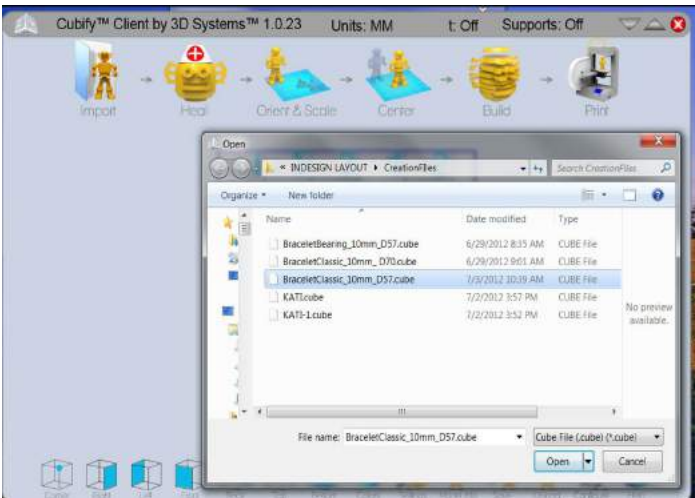 Cubify™ Client by 3D Systems™ 1.0.23 Units: MM t: Off Supports: Off
Import Heal Orient & Scale Center Build Print
Open
« INDESIGN LAYOUT ▸ CreationFiles Search CreationFiles
Organize New folder
Name Date modified Type
BraceletBearing_10mm_D57.cube 6/29/2012 8:35 AM CUBE File
BraceletClassic_10mm_ D70.cube 6/29/2012 9:01 AM CUBE File
BraceletClassic_10mm_D57.cube 7/3/2012 10:39 AM CUBE File
KATI.cube 7/2/2012 3:57 PM CUBE File
KATI-1.cube 7/2/2012 3:52 PM CUBE File
No preview
available.
File name: BraceletClassic_10mm_D57.cube Cube File (.cube) (*.cube)
Open Cancel
Right Left